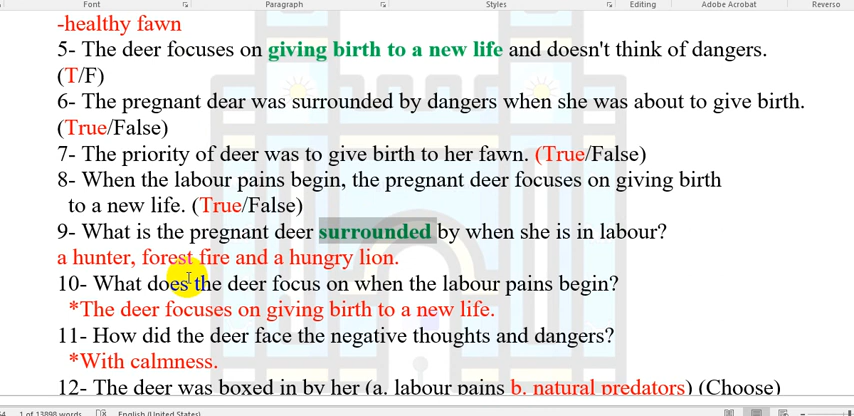 Font Paragraph Styles Editing Adobe Acrobat Reverso
-healthy fawn
5- The deer focuses on giving birth to a new life and doesn't think of dangers.
(T/F)
6- The pregnant dear was surrounded by dangers when she was about to give birth.
(True/False)
7- The priority of deer was to give birth to her fawn. (True/False)
8- When the labour pains begin, the pregnant deer focuses on giving birth
to a new life. (True/False)
9- What is the pregnant deer surrounded by when she is in labour?
a hunter, forest fire and a hungry lion.
10- What does the deer focus on when the labour pains begin?
*The deer focuses on giving birth to a new life.
11- How did the deer face the negative thoughts and dangers?
*With calmness.
12- The deer was boxed in by her (a. labour pains b. natural predators) (Choose)
1 of 13898 words English (United States)